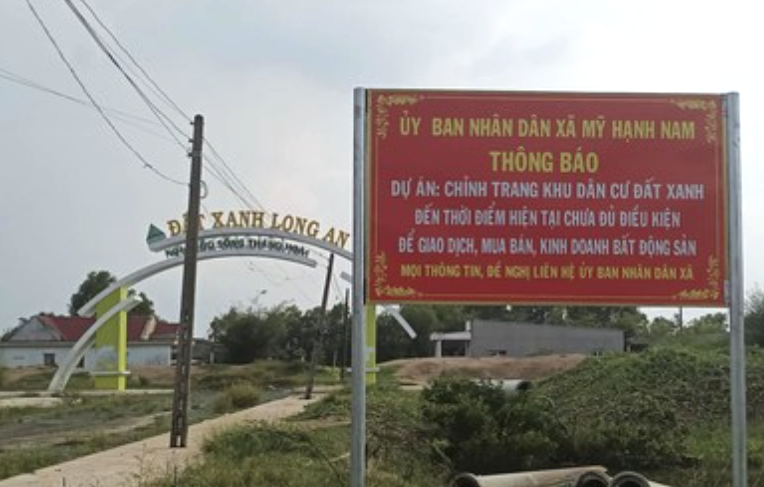 ỦY BAN NHÂN DÂN XÃ MỸ HẠNH NAM
THÔNG BÁO
DỰ ÁN: CHỈNH TRANG KHU DÂN CƯ ĐẤT XANH
ĐẾN THỜI ĐIỂM HIỆN TẠI CHƯA ĐỦ ĐIỀU KIỆN
ĐỂ GIAO DỊCH, MUA BÁN, KINH DOANH BẤT ĐỘNG SẢN
MỌI THÔNG TIN, ĐỀ NGHỊ LIÊN HỆ ỦY BAN NHÂN DÂN XÃ
ĐẤT XANH LONG AN
SỐNG